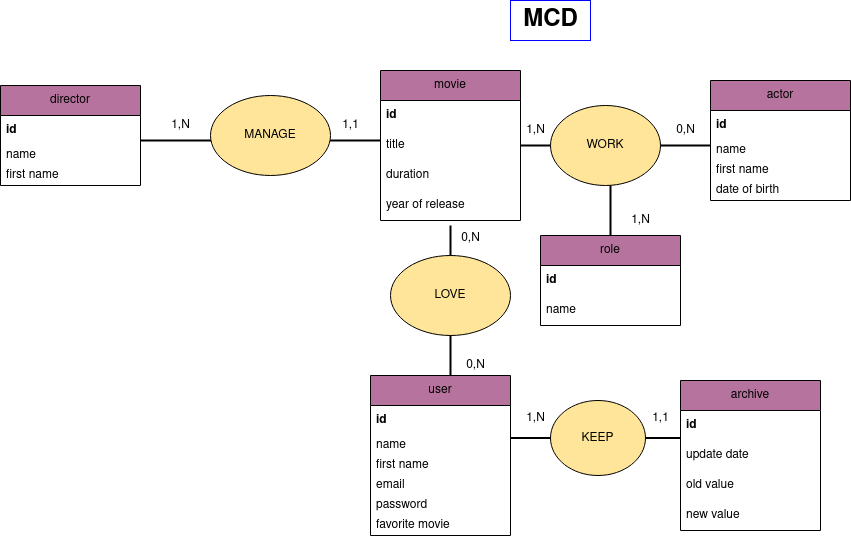 MCD
director
id
name
first name
1,N
MANAGE
1,1
movie
id
title
duration
year of release
1,N
WORK
0,N
actor
id
name
first name
date of birth
1,N
role
id
name
0,N
LOVE
0,N
user
id
name
first name
email
password
favorite movie
1,N
KEEP
1,1
archive
id
update date
old value
new value